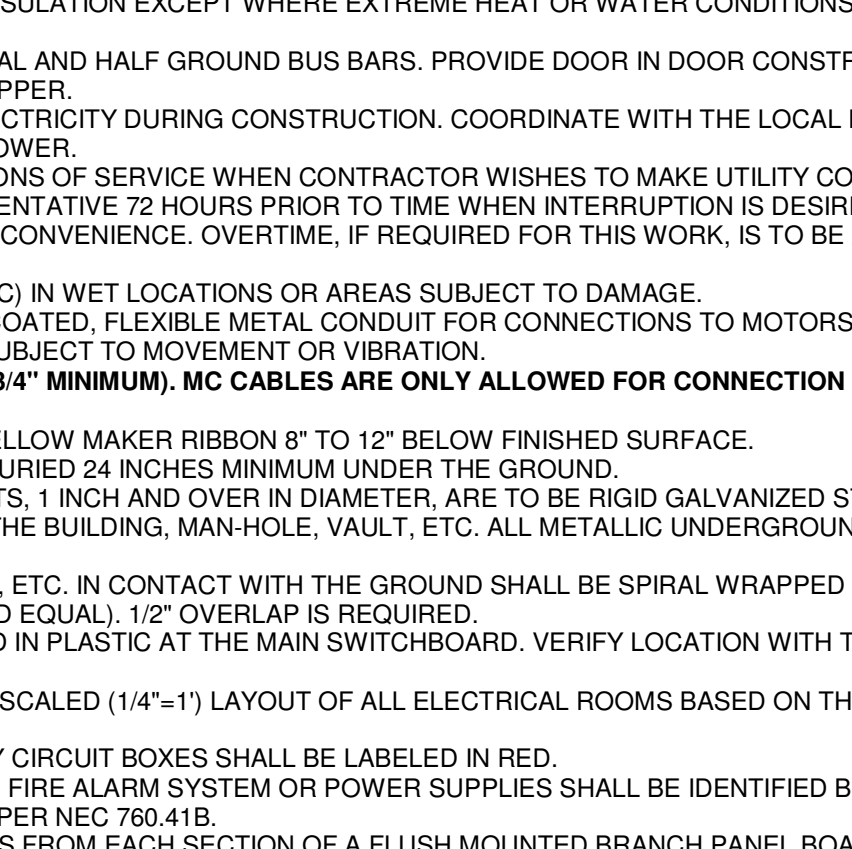 SULATION EXCEPT WHERE EXTREME HEAT OR WATER CONDITIONS
AL AND HALF GROUND BUS BARS. PROVIDE DOOR IN DOOR CONSTR
PPER.
CTRICITY DURING CONSTRUCTION. COORDINATE WITH THE LOCAL
OWER.
ONS OF SERVICE WHEN CONTRACTOR WISHES TO MAKE UTILITY CO
ENTATIVE 72 HOURS PRIOR TO TIME WHEN INTERRUPTION IS DESIR
CONVENIENCE. OVERTIME, IF REQUIRED FOR THIS WORK, IS TO BE
C) IN WET LOCATIONS OR AREAS SUBJECT TO DAMAGE.
COATED, FLEXIBLE METAL CONDUIT FOR CONNECTIONS TO MOTORS
UBJECT TO MOVEMENT OR VIBRATION.
3/4" MINIMUM). MC CABLES ARE ONLY ALLOWED FOR CONNECTION
ELLOW MAKER RIBBON 8" TO 12" BELOW FINISHED SURFACE.
URIED 24 INCHES MINIMUM UNDER THE GROUND.
TS, 1 INCH AND OVER IN DIAMETER, ARE TO BE RIGID GALVANIZED ST
THE BUILDING, MAN-HOLE, VAULT, ETC. ALL METALLIC UNDERGROUN
, ETC. IN CONTACT WITH THE GROUND SHALL BE SPIRAL WRAPPED
D EQUAL). 1/2" OVERLAP IS REQUIRED.
D IN PLASTIC AT THE MAIN SWITCHBOARD. VERIFY LOCATION WITH T
SCALED (1/4"=1') LAYOUT OF ALL ELECTRICAL ROOMS BASED ON TH
Y CIRCUIT BOXES SHALL BE LABELED IN RED.
FIRE ALARM SYSTEM OR POWER SUPPLIES SHALL BE IDENTIFIED B
PER NEC 760.41B.
S FROM EACH SECTION OF A FLUSH MOUNTED BRANCH PANEL BOA